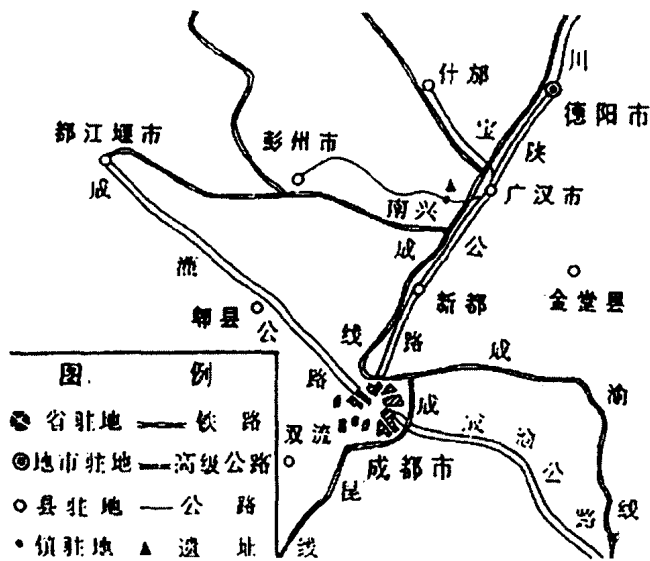 川
什邡
德阳市
宝
陕
都江堰市
彭州市
成
广汉市
南兴
成
公
灌
金堂县
新都
郫县
公
线
路
成
路
渝
成
图 例
省驻地 铁路
地市驻地 高级公路
县驻地 公路
镇驻地 遗址
双流
成都市
成渝公路
昆
线
线